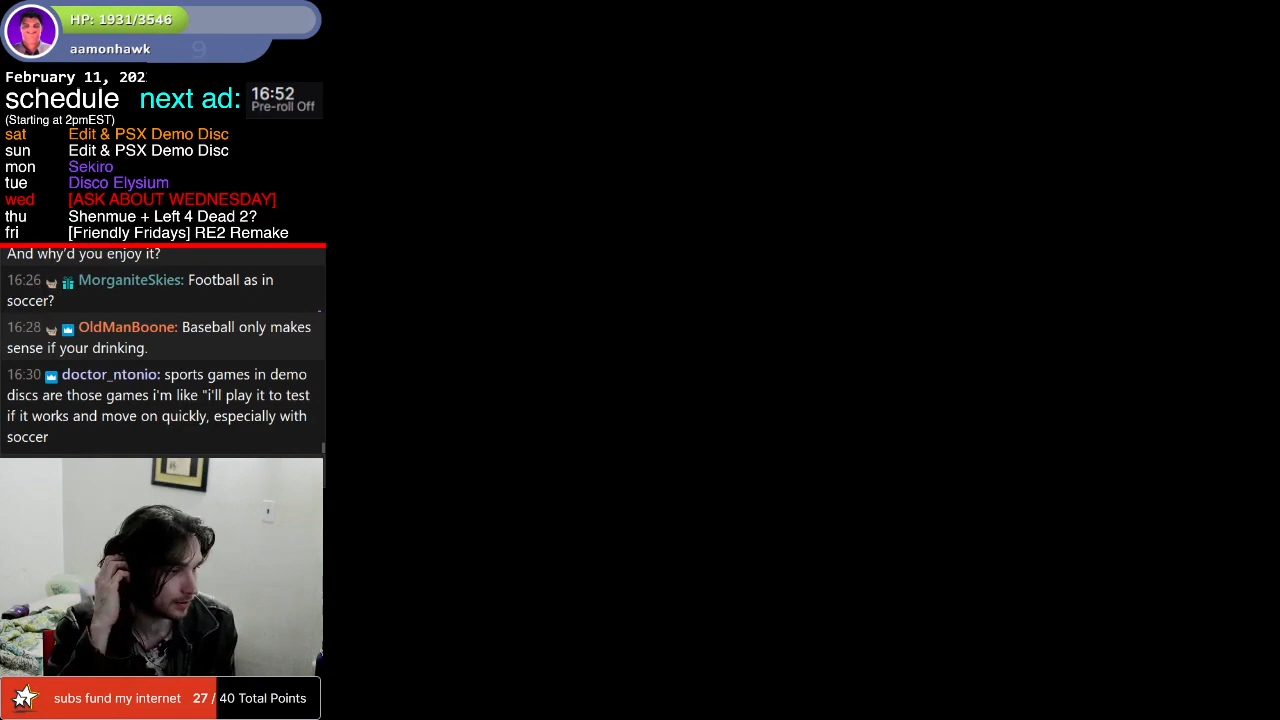 HP: 1931/3546
aamonhawk
9
February 11, 202
schedule next ad: 16:52
Pre-roll Off
(Starting at 2pmEST)
sat Edit & PSX Demo Disc
sun Edit & PSX Demo Disc
mon Sekiro
tue Disco Elysium
wed [ASK ABOUT WEDNESDAY]
thu Shenmue + Left 4 Dead 2?
fri [Friendly Fridays] RE2 Remake
And why'd you enjoy it?
16:26 MorganiteSkies: Football as in
soccer?
16:28 OldManBoone: Baseball only makes
sense if your drinking.
16:30 doctor_ntonio: sports games in demo
discs are those games i'm like "i'll play it to test
if it works and move on quickly, especially with
soccer
subs fund my internet 27 / 40 Total Points